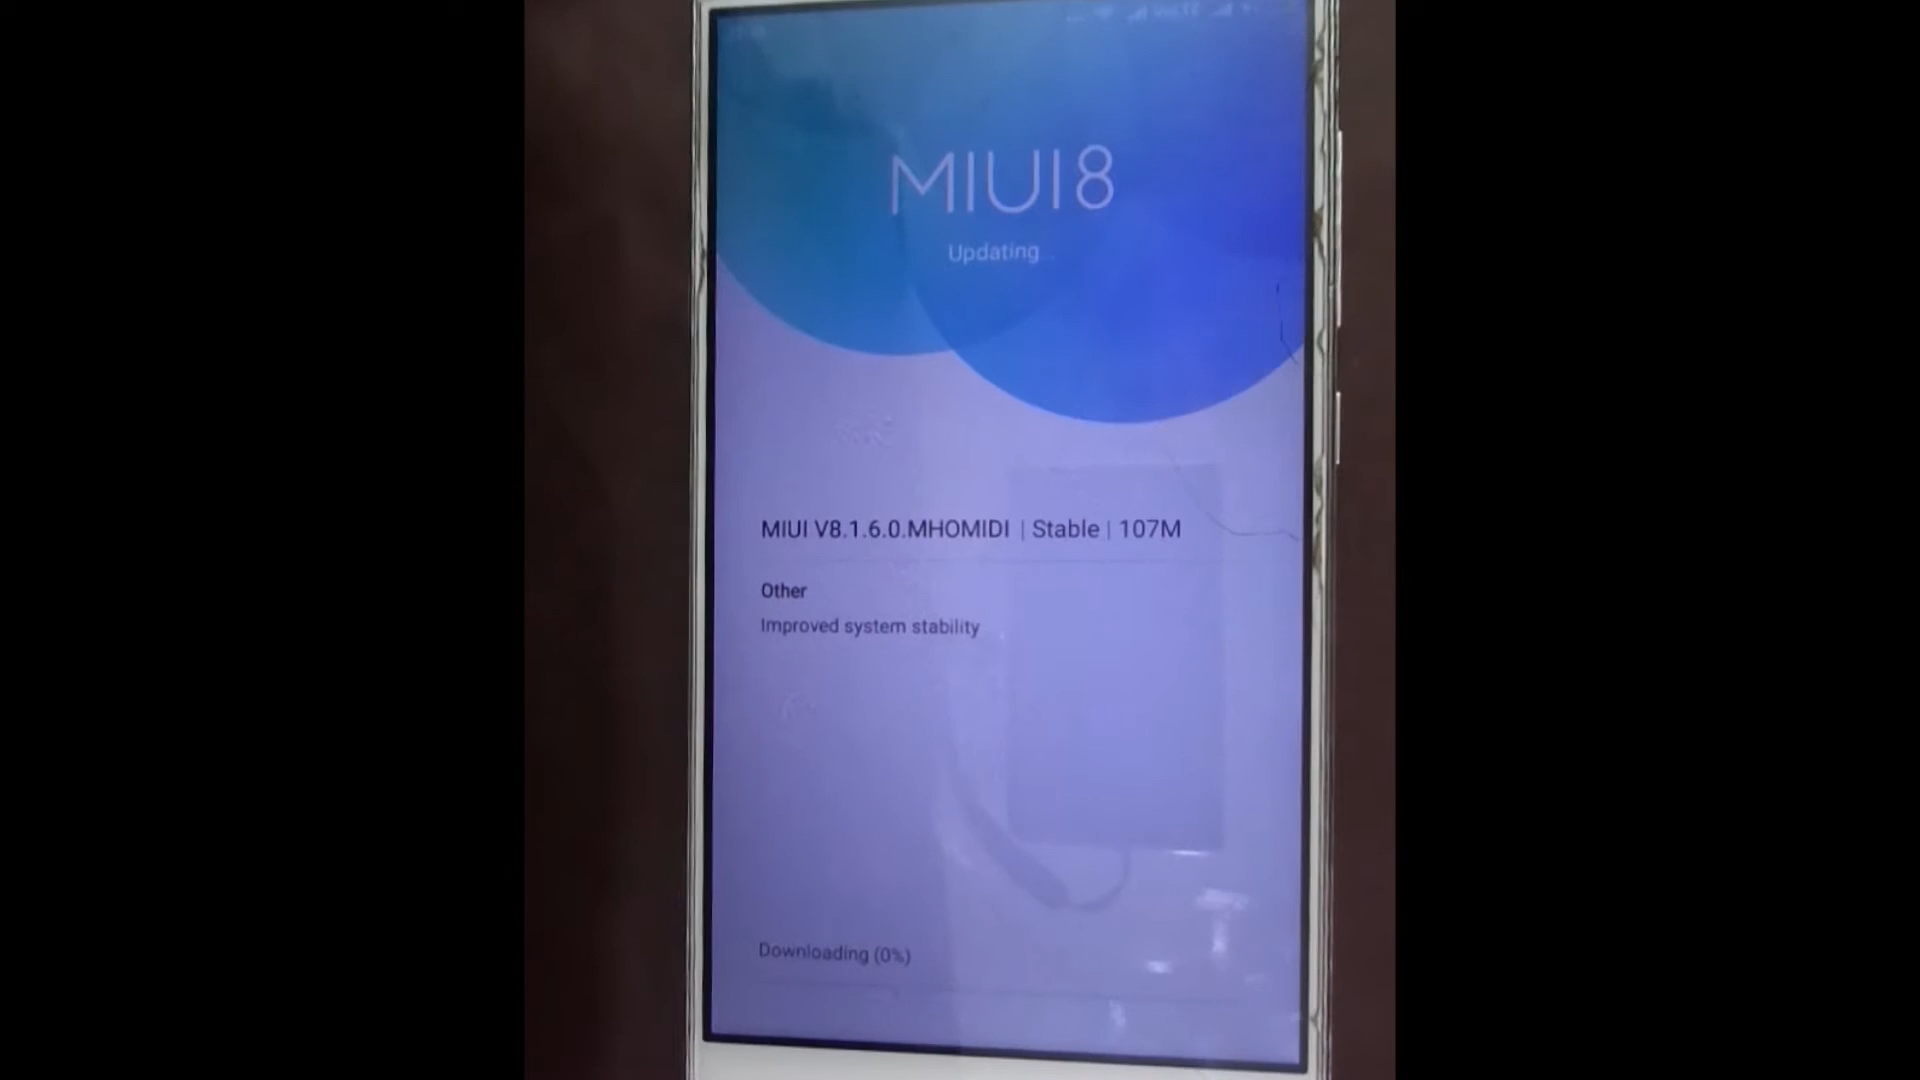 MIUI8
Updating...
MIUI V8.1.6.0.MHOMIDI | Stable | 107M
Other
Improved system stability
Downloading (0%)